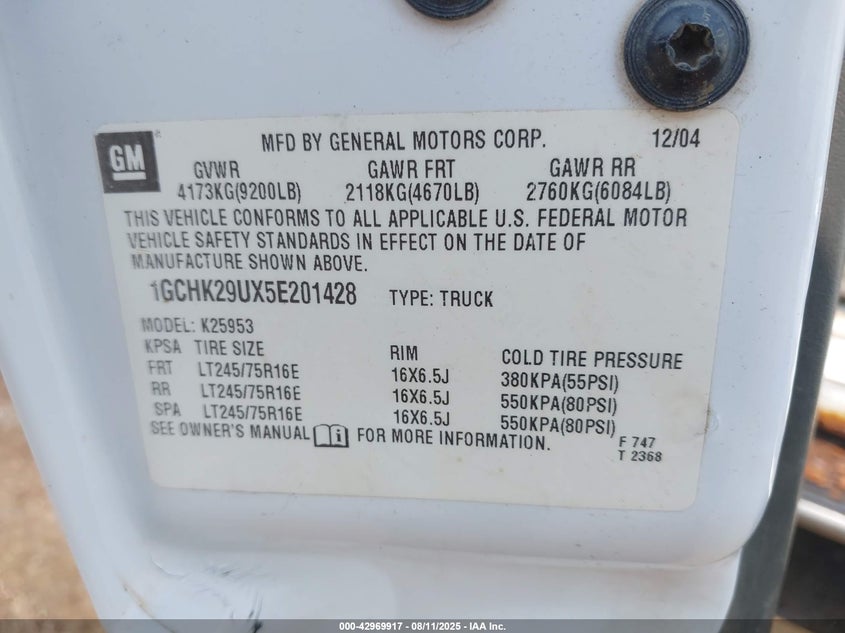 GM
MFD BY GENERAL MOTORS CORP. 12/04
GVWR GAWR FRT GAWR RR
4173KG(9200LB) 2118KG(4670LB) 2760KG(6084LB)
THIS VEHICLE CONFORMS TO ALL APPLICABLE U.S. FEDERAL MOTOR
VEHICLE SAFETY STANDARDS IN EFFECT ON THE DATE OF
MANUFACTURE SHOWN ABOVE.
1GCHK29UX5E201428 TYPE: TRUCK
MODEL: K25953
KPSA TIRE SIZE RIM COLD TIRE PRESSURE
FRT LT245/75R16E 16X6.5J 380KPA(55PSI)
RR LT245/75R16E 16X6.5J 550KPA(80PSI)
SPA LT245/75R16E 16X6.5J 550KPA(80PSI)
SEE OWNER'S MANUAL i FOR MORE INFORMATION.
F 747
T 2368
000-42969917 - 08/11/2025 - IAA Inc.